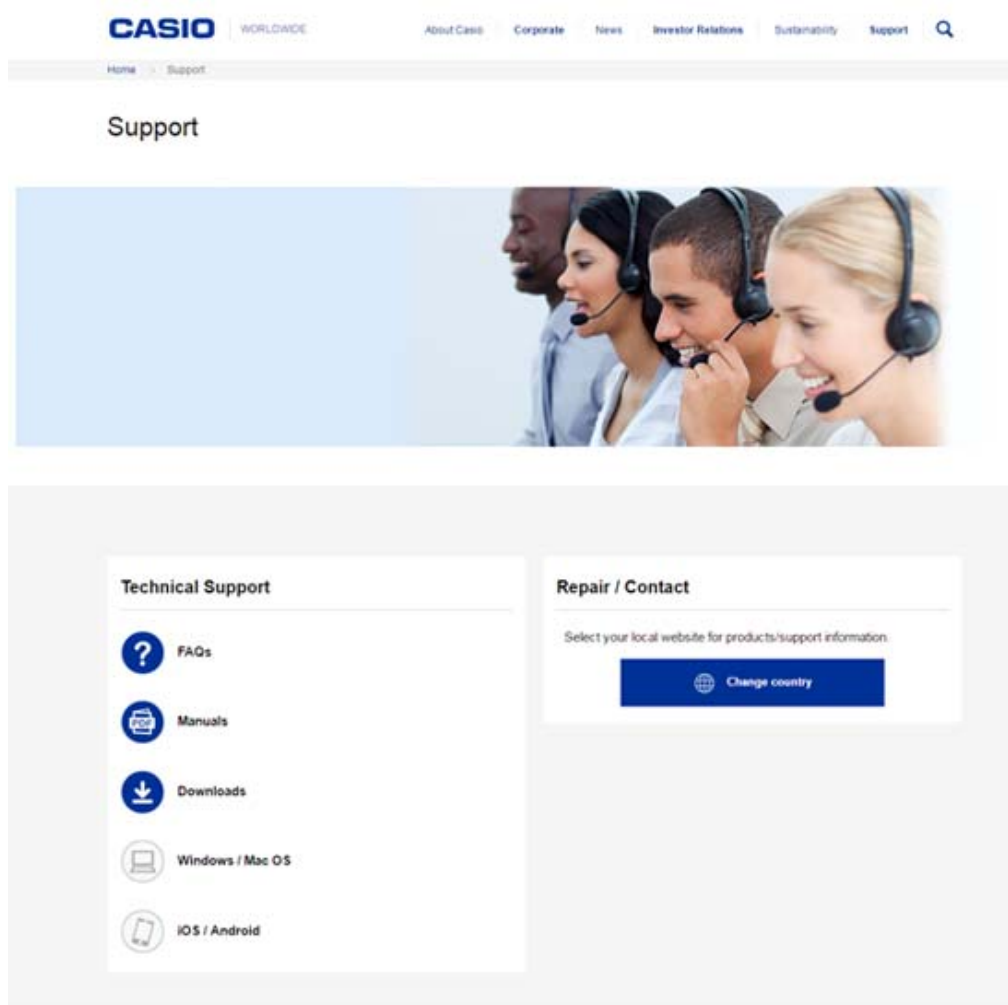 CASIO WORLDWIDE About Casio Corporate News Investor Relations Sustainability Support
Home > Support
Support
Technical Support
FAQs
PDF
Manuals
Downloads
Windows / Mac OS
iOS / Android
Repair / Contact
Select your local website for products/support information.
Change country